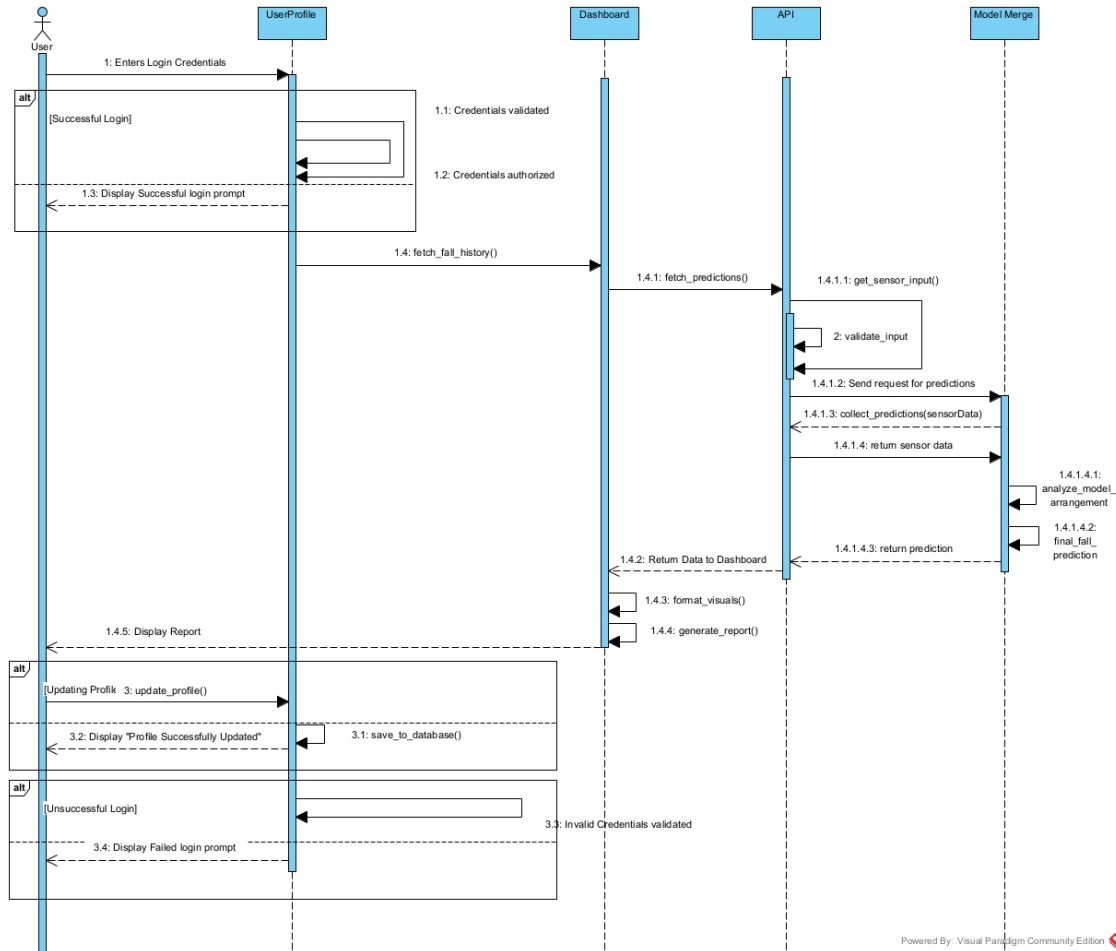 UserProfile
Dashboard
API
Model Merge
User
1: Enters Login Credentials
alt
[Successful Login]
1.1: Credentials validated
1.2: Credentials authorized
1.3: Display Successful login prompt
1.4: fetch_fall_history()
1.4.1: fetch_predictions()
1.4.1.1: get_sensor_input()
2: validate_input
1.4.1.2: Send request for predictions
1.4.1.3: collect_predictions(sensorData)
1.4.1.4: return sensor data
1.4.1.4.1:
analyze_model_
arrangement
1.4.1.4.2:
final_fall_
prediction
1.4.1.4.3: return prediction
1.4.2: Return Data to Dashboard
1.4.3: format_visuals()
1.4.4: generate_report()
1.4.5: Display Report
alt
[Updating Profile
3: update_profile()
3.1: save_to_database()
3.2: Display "Profile Successfully Updated"
alt
[Unsuccessful Login]
3.3: Invalid Credentials validated
3.4: Display Failed login prompt
Powered By Visual Paradigm Community Edition